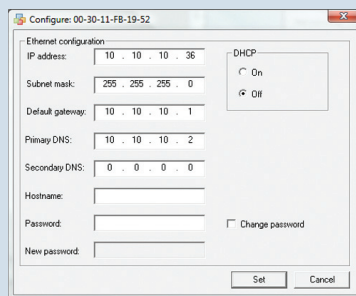 Configure: 00-30-11-FB-19-52
Ethernet configuration
IP address: 10 . 10 . 10 . 36
Subnet mask: 255 . 255 . 255 . 0
Default gateway: 10 . 10 . 10 . 1
Primary DNS: 10 . 10 . 10 . 2
Secondary DNS: 0 . 0 . 0 . 0
Hostname:
Password:
New password:
DHCP
On
Off
Change password
Set
Cancel